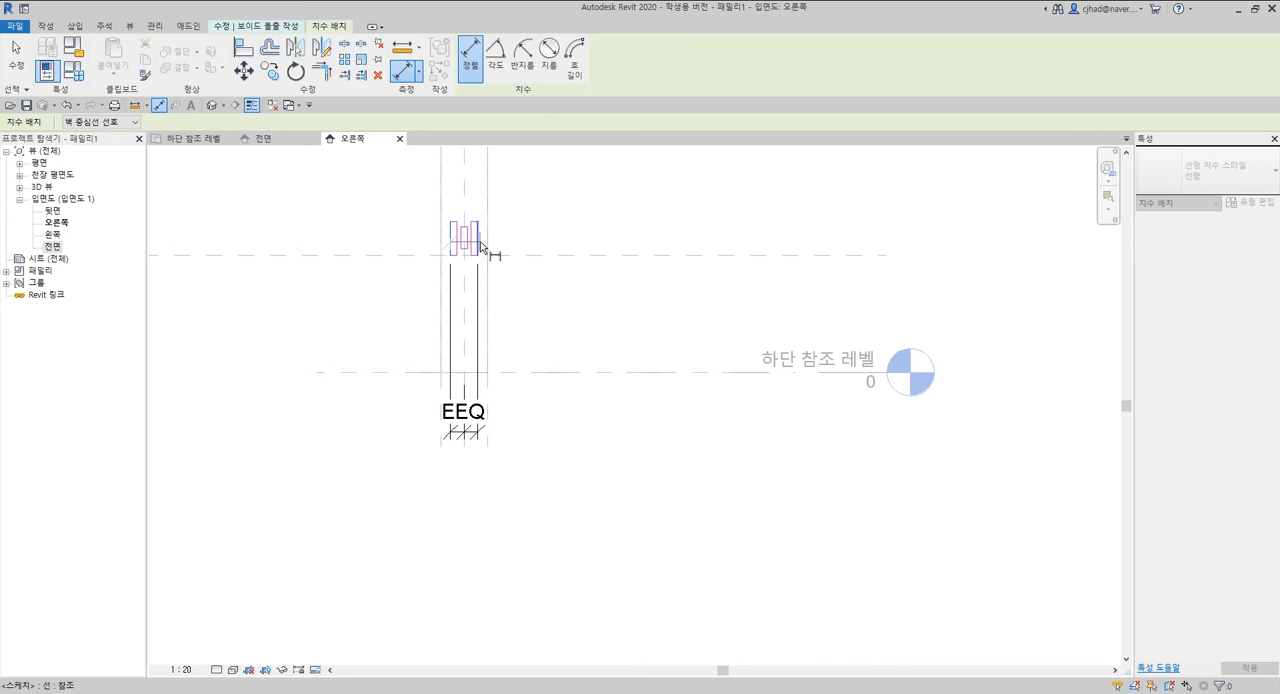 Autodesk Revit 2020 - 학생용 버전 - 패밀리1 - 입면도: 오른쪽
cjhad@naver....
파일 작성 삽입 주석 뷰 관리 애드인 수정 | 보이드 돌출 작성 치수 배치
수정
붙여넣기
절단
결합
정렬 각도 반지름 지름 호 길이
선택 특성 클립보드 형상 수정 측정 작성 치수
치수 배치 벽 중심선 선호
프로젝트 탐색기 - 패밀리1
하단 참조 레벨 전면 오른쪽
특성
뷰 (전체)
평면
천장 평면도
3D 뷰
입면도 (입면도 1)
뒷면
오른쪽
왼쪽
전면
시트 (전체)
패밀리
그룹
Revit 링크
하단 참조 레벨
0
EEQ
선형 치수 스타일
선형
치수 배치
유형 편집
특성 도움말
적용
1 : 20
<스케치> : 선 : 참조
:0